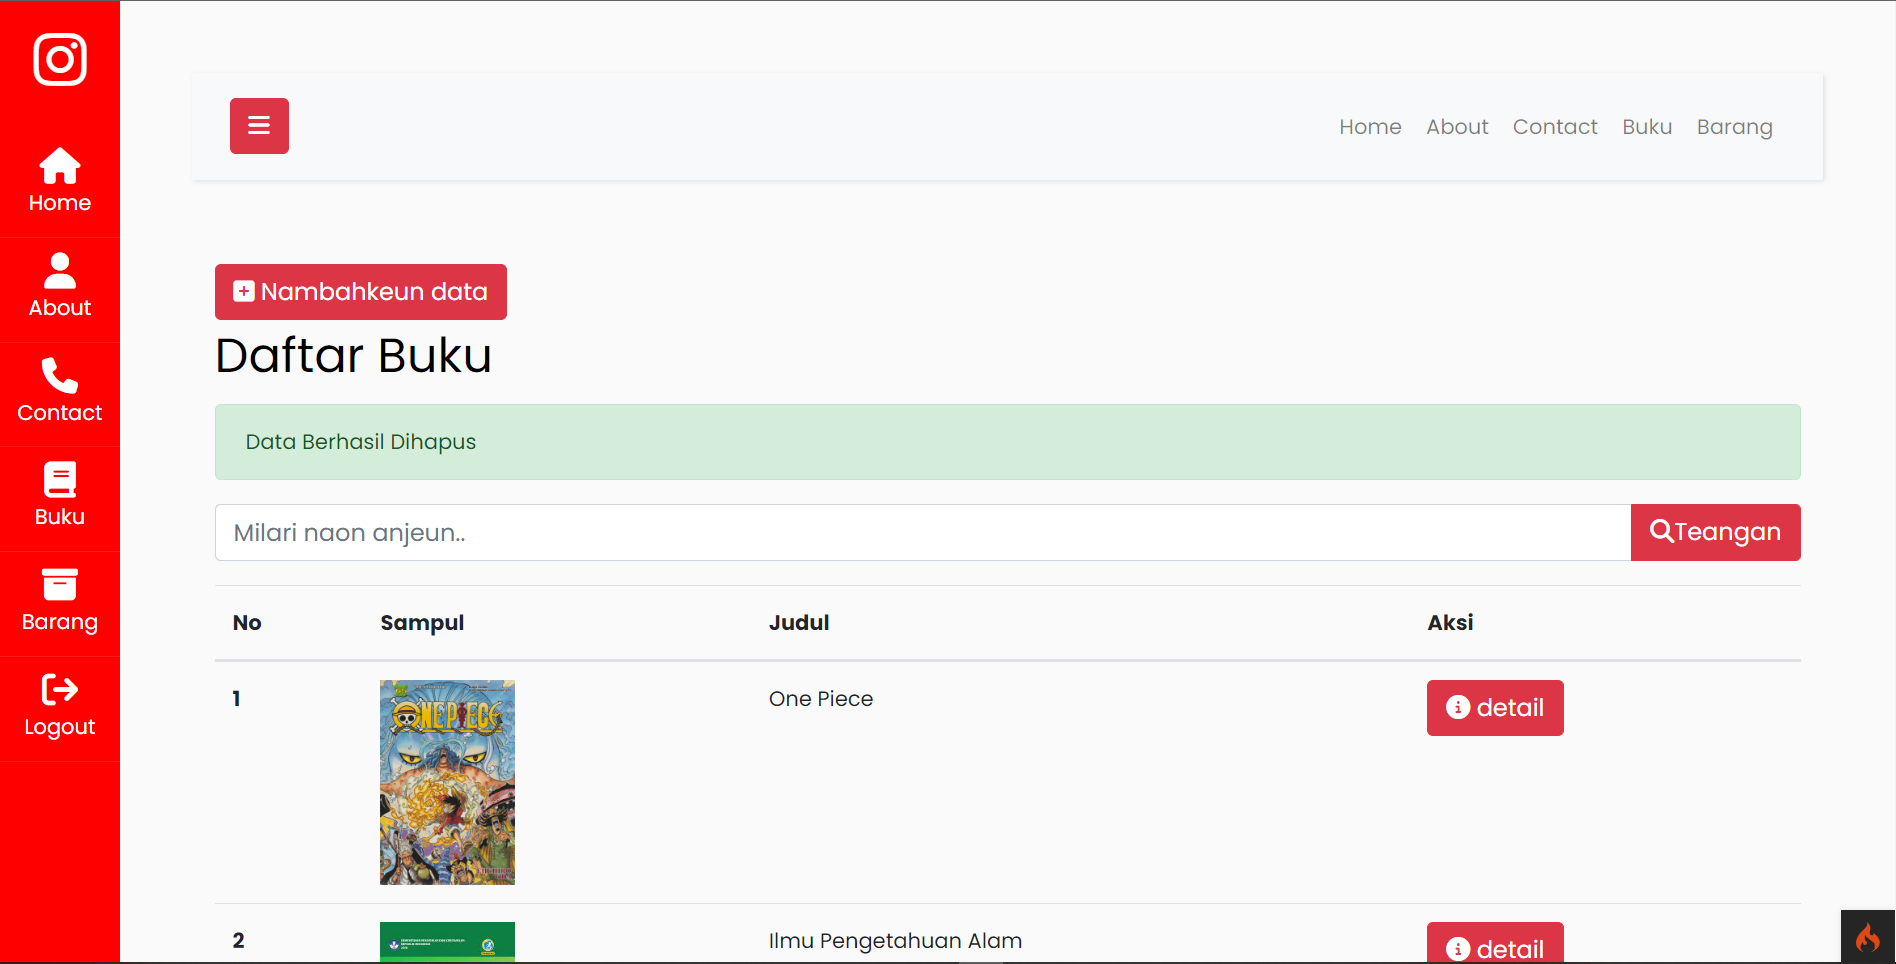 Home
About
Contact
Buku
Barang
Logout
Home About Contact Buku Barang
Nambahkeun data
Daftar Buku
Data Berhasil Dihapus
Milari naon anjeun..
Teangan
No Sampul Judul Aksi
1 One Piece detail
ONE PIECE
2 Ilmu Pengetahuan Alam detail